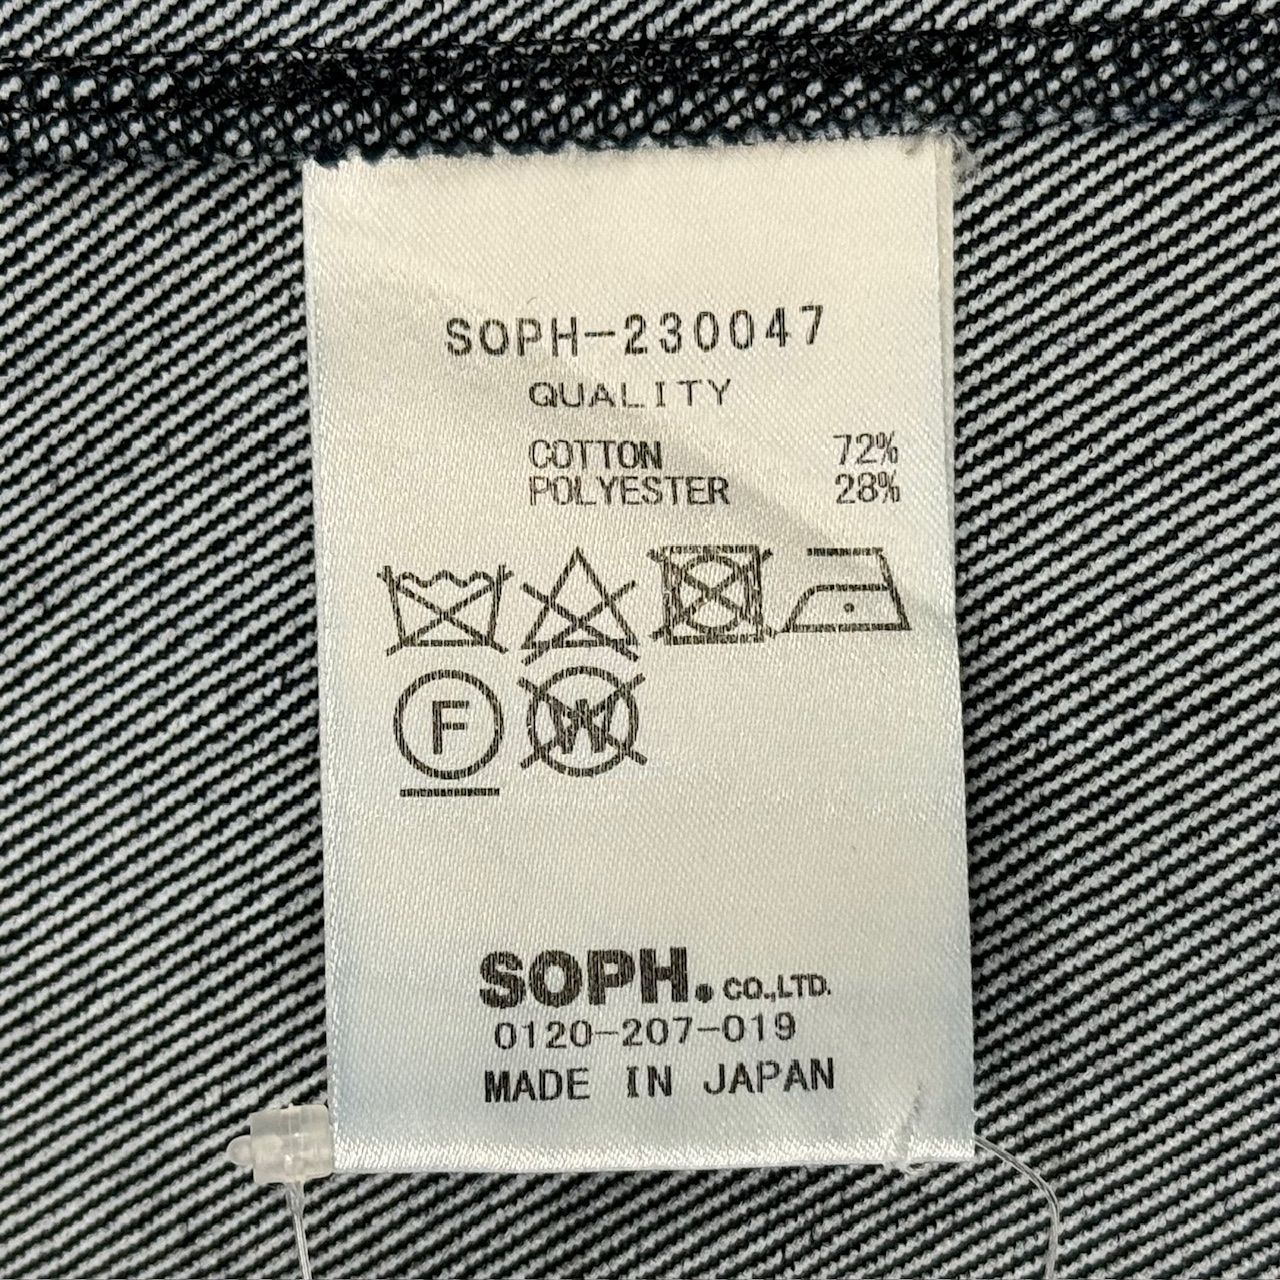 SOPH-230047
QUALITY
COTTON 72%
POLYESTER 28%
F W
SOPH. CO.,LTD.
0120-207-019
MADE IN JAPAN